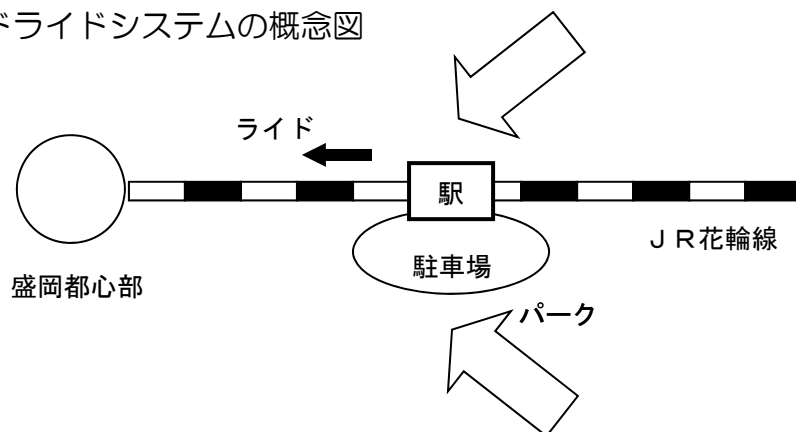 ドライドシステムの概念図
ライド
駅
ＪＲ花輪線
駐車場
盛岡都心部
パーク